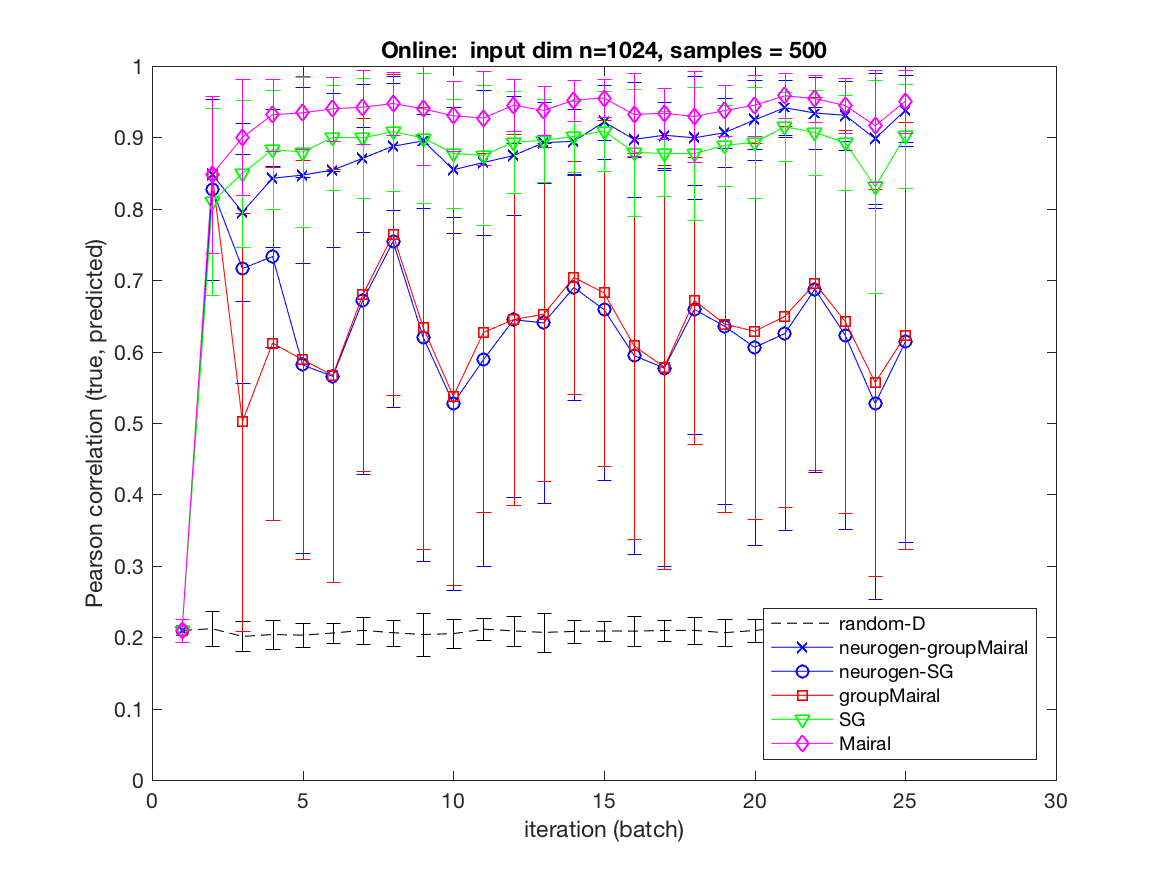 Online: input dim n=1024, samples = 500
Pearson correlation (true, predicted)
1
0.9
0.8
0.7
0.6
0.5
0.4
0.3
0.2
0.1
0
0 5 10 15 20 25 30
iteration (batch)
random-D
neurogen-groupMairal
neurogen-SG
groupMairal
SG
Mairal